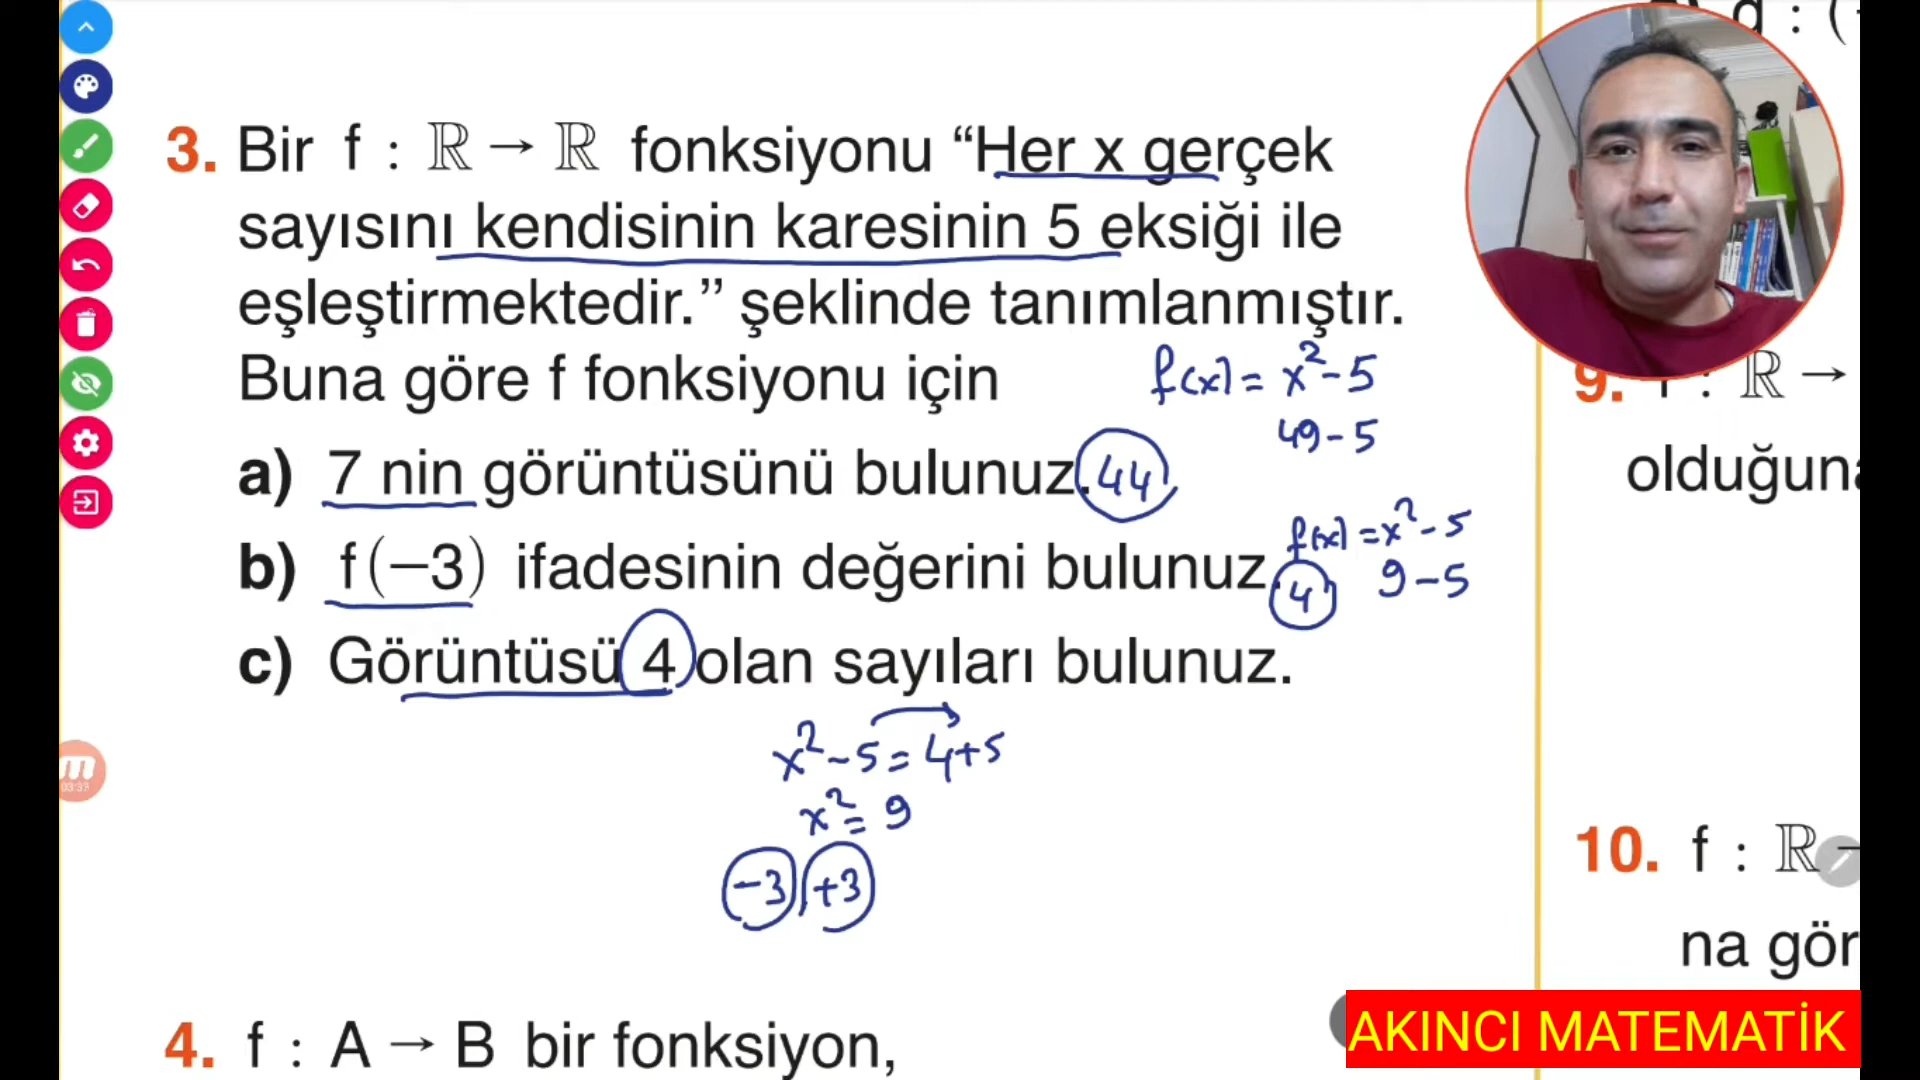 3. Bir f : ℝ → ℝ fonksiyonu “Her x gerçek
sayısını kendisinin karesinin 5 eksiği ile
eşleştirmektedir.” şeklinde tanımlanmıştır.
Buna göre f fonksiyonu için
f(x) = x² - 5
49 - 5
a) 7 nin görüntüsünü bulunuz. 44
b) f(−3) ifadesinin değerini bulunuz. 4
f(x) = x² - 5
9 - 5
c) Görüntüsü 4 olan sayıları bulunuz.
x² - 5 = 4 + 5
x² = 9
-3, +3
4. f : A → B bir fonksiyon,
g : (
9. f : ℝ →
olduğuna
10. f : ℝ
na gör
m
03:33
AKINCI MATEMATİK